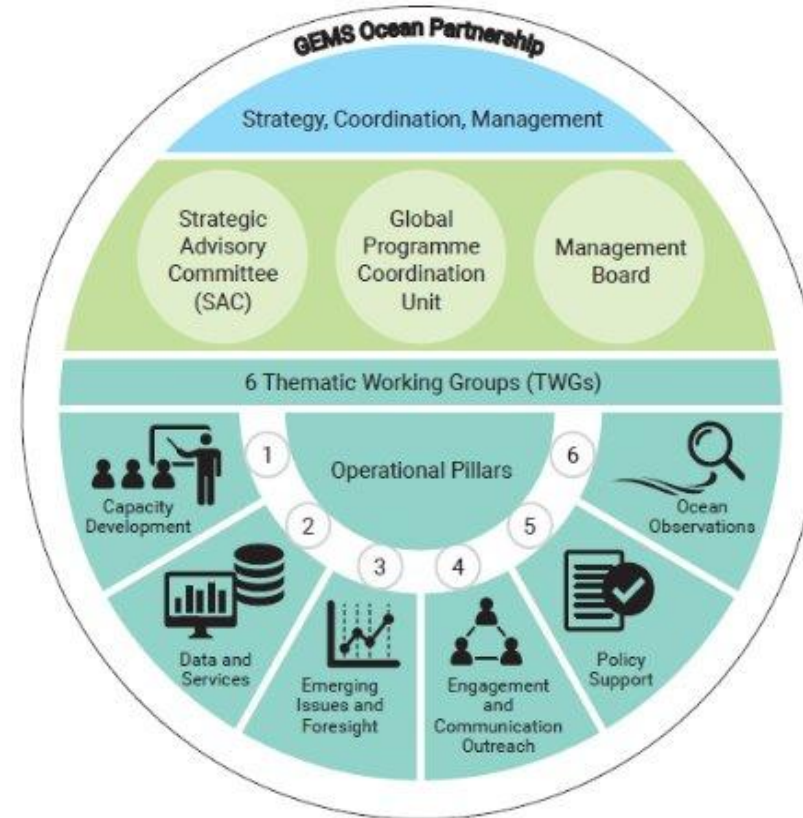 GEMS Ocean Partnership
Strategy, Coordination, Management
Strategic
Advisory
Committee
(SAC)
Global
Programme
Coordination
Unit
Management
Board
6 Thematic Working Groups (TWGs)
Operational Pillars
1
Capacity
Development
2
Data and
Services
3
Emerging
Issues and
Foresight
4
Engagement
and
Communication
Outreach
5
Policy
Support
6
Ocean
Observations